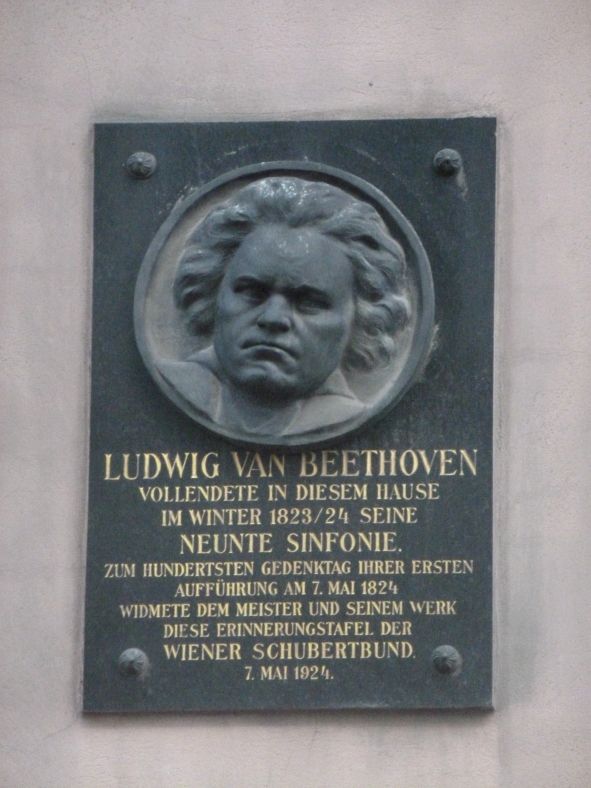 LUDWIG VAN BEETHOVEN
VOLLENDETE IN DIESEM HAUSE
IM WINTER 1823/24 SEINE
NEUNTE SINFONIE.
ZUM HUNDERTSTEN GEDENKTAG IHRER ERSTEN
AUFFÜHRUNG AM 7. MAI 1824
WIDMETE DEM MEISTER UND SEINEM WERK
DIESE ERINNERUNGSTAFEL DER
WIENER SCHUBERTBUND.
7. MAI 1924.